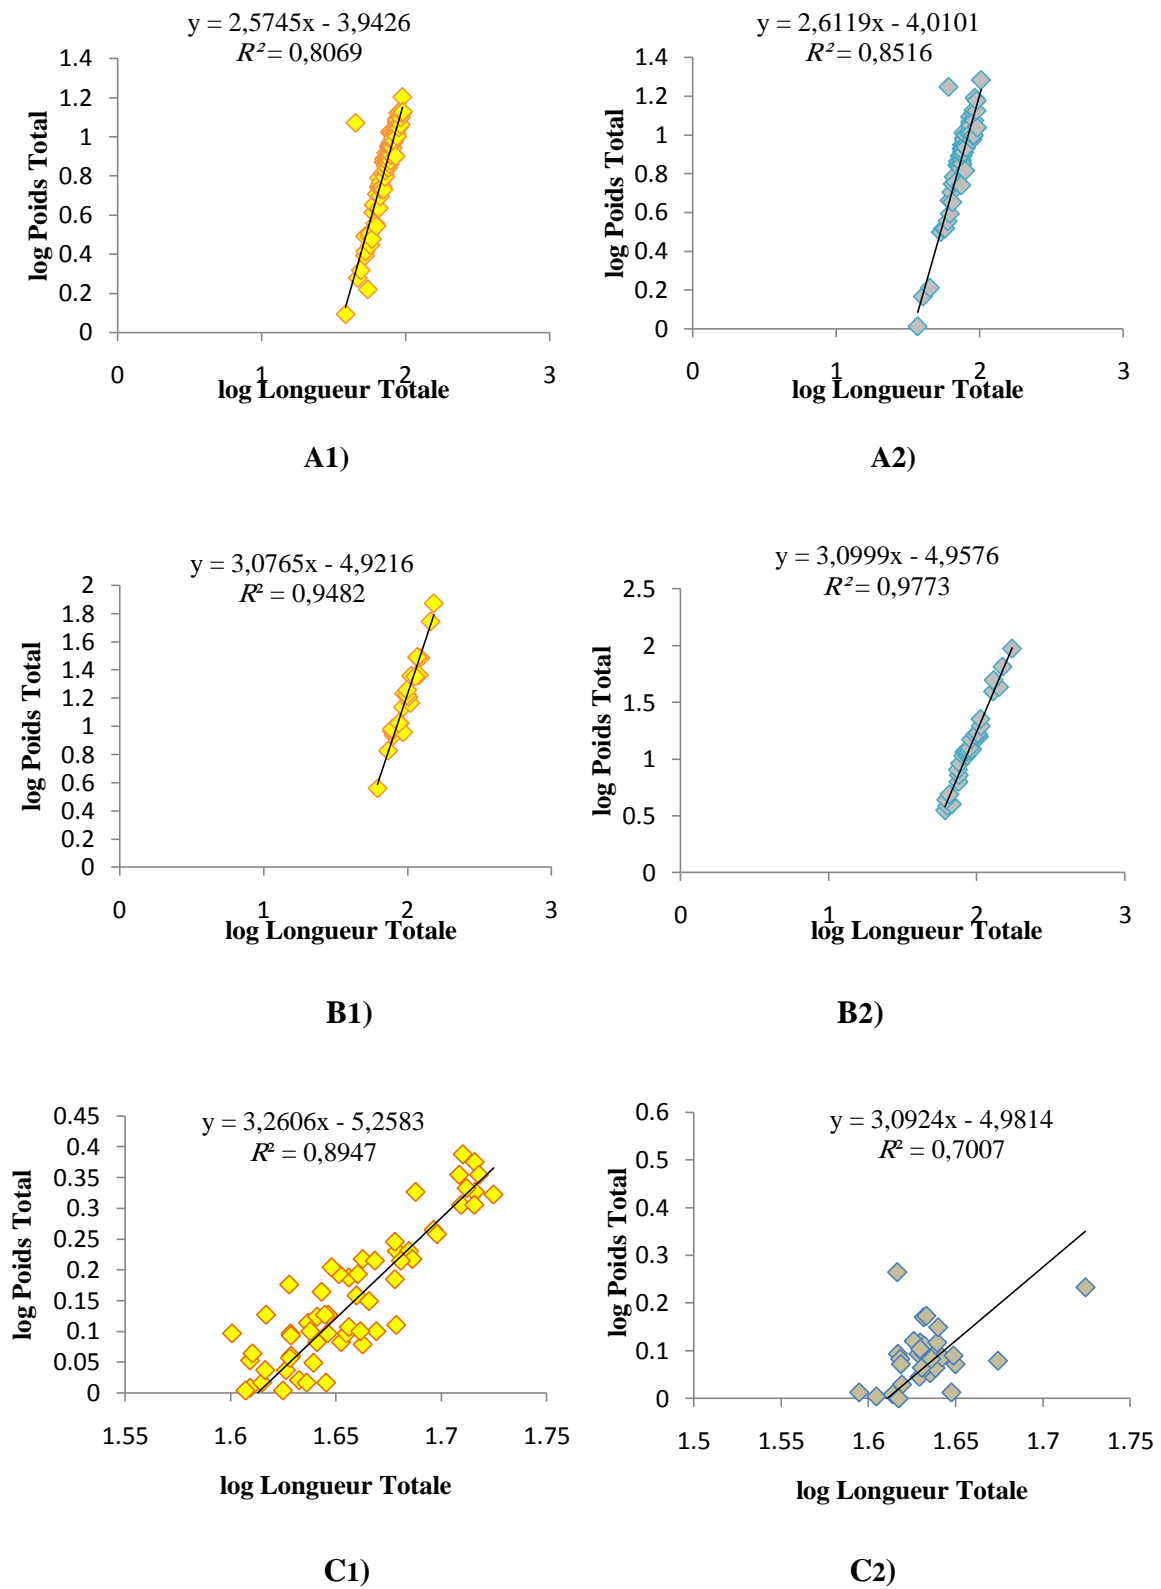 y = 2,5745x - 3,9426
R² = 0,8069
1.4
1.2
1
0.8
0.6
0.4
0.2
0
log Poids Total
0 1 2 3
log Longueur Totale
A1)
y = 2,6119x - 4,0101
R² = 0,8516
1.4
1.2
1
0.8
0.6
0.4
0.2
0
log Poids Total
0 1 2 3
log Longueur Totale
A2)
y = 3,0765x - 4,9216
R² = 0,9482
2
1.8
1.6
1.4
1.2
1
0.8
0.6
0.4
0.2
0
log Poids Total
0 1 2 3
log Longueur Totale
B1)
y = 3,0999x - 4,9576
R² = 0,9773
2.5
2
1.5
1
0.5
0
log Poids Total
0 1 2 3
log Longueur Totale
B2)
y = 3,2606x - 5,2583
R² = 0,8947
0.45
0.4
0.35
0.3
0.25
0.2
0.15
0.1
0.05
0
log Poids Total
1.55 1.6 1.65 1.7 1.75
log Longueur Totale
C1)
y = 3,0924x - 4,9814
R² = 0,7007
0.6
0.5
0.4
0.3
0.2
0.1
0
log Poids Total
1.5 1.55 1.6 1.65 1.7 1.75
log Longueur Totale
C2)